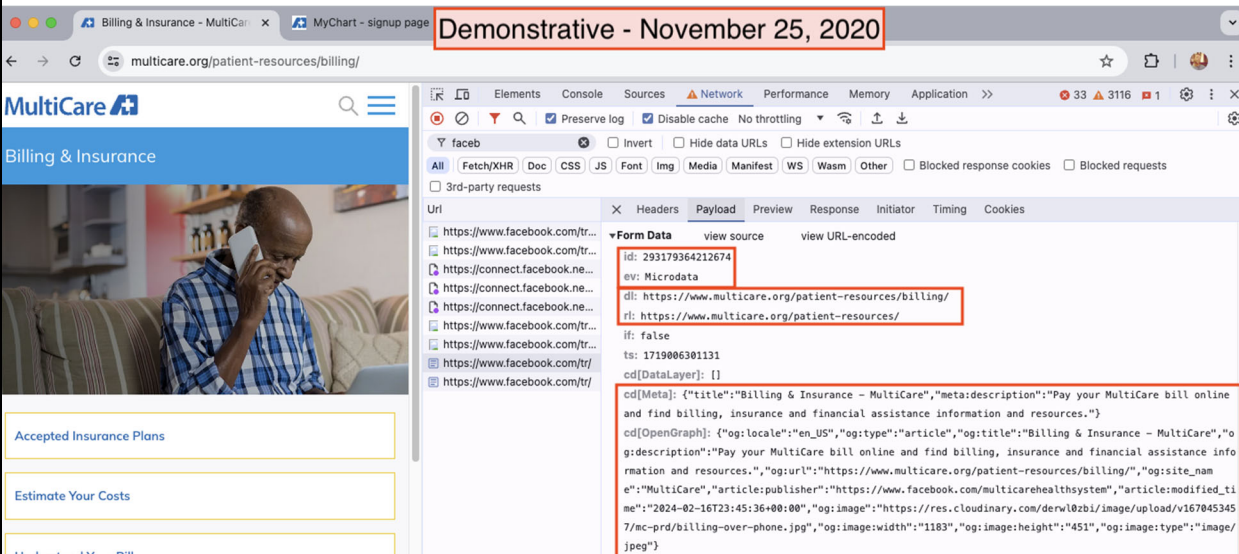 Billing & Insurance - MultiCar
MyChart - signup page
Demonstrative - November 25, 2020
multicare.org/patient-resources/billing/
MultiCare
Elements Console Sources Network Performance Memory Application 33 3116 1
Preserve log Disable cache No throttling
Billing & Insurance
faceb Invert Hide data URLs Hide extension URLs
All Fetch/XHR Doc CSS JS Font Img Media Manifest WS Wasm Other Blocked response cookies Blocked requests
3rd-party requests
Url Headers Payload Preview Response Initiator Timing Cookies
https://www.facebook.com/tr...
https://www.facebook.com/tr...
https://connect.facebook.ne...
https://connect.facebook.ne...
https://connect.facebook.ne...
https://www.facebook.com/tr...
https://www.facebook.com/tr...
https://www.facebook.com/tr/
https://www.facebook.com/tr/
Form Data view source view URL-encoded
id: 293179364212674
ev: Microdata
dl: https://www.multicare.org/patient-resources/billing/
rl: https://www.multicare.org/patient-resources/
if: false
ts: 1719006301131
cd[DataLayer]: []
cd[Meta]: {"title":"Billing & Insurance – MultiCare","meta:description":"Pay your MultiCare bill online
and find billing, insurance and financial assistance information and resources."}
cd[OpenGraph]: {"og:locale":"en_US","og:type":"article","og:title":"Billing & Insurance – MultiCare","o
g:description":"Pay your MultiCare bill online and find billing, insurance and financial assistance info
rmation and resources.","og:url":"https://www.multicare.org/patient-resources/billing/","og:site_nam
e":"MultiCare","article:publisher":"https://www.facebook.com/multicarehealthsystem","article:modified_ti
me":"2024-02-16T23:45:36+00:00","og:image":"https://res.cloudinary.com/derwl0zbi/image/upload/v167045345
7/mc-prd/billing-over-phone.jpg","og:image:width":"1183","og:image:height":"451","og:image:type":"image/
jpeg"}
Accepted Insurance Plans
Estimate Your Costs